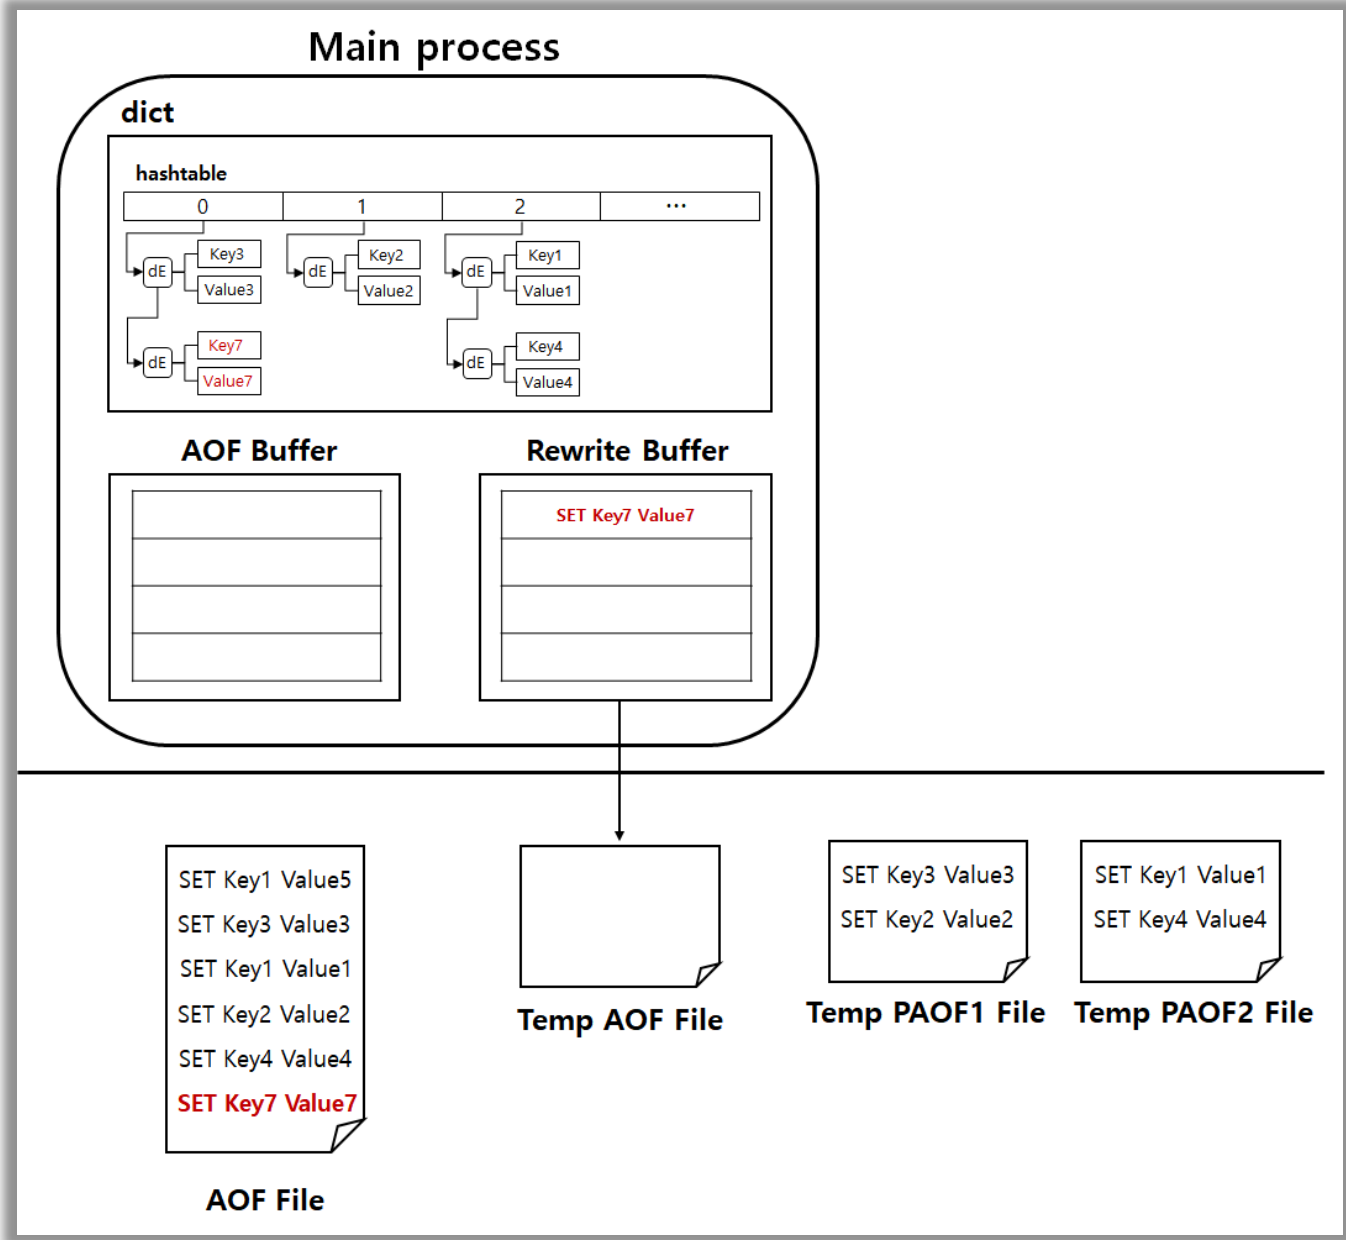 Main process
dict
hashtable
0 1 2 ...
Key3 Key2 Key1
dE dE dE
Value3 Value2 Value1
Key7 Key4
dE dE
Value7 Value4
AOF Buffer Rewrite Buffer
SET Key7 Value7
SET Key1 Value5
SET Key3 Value3
SET Key1 Value1
SET Key2 Value2
SET Key4 Value4
SET Key7 Value7
AOF File
Temp AOF File
SET Key3 Value3
SET Key2 Value2
Temp PAOF1 File
SET Key1 Value1
SET Key4 Value4
Temp PAOF2 File